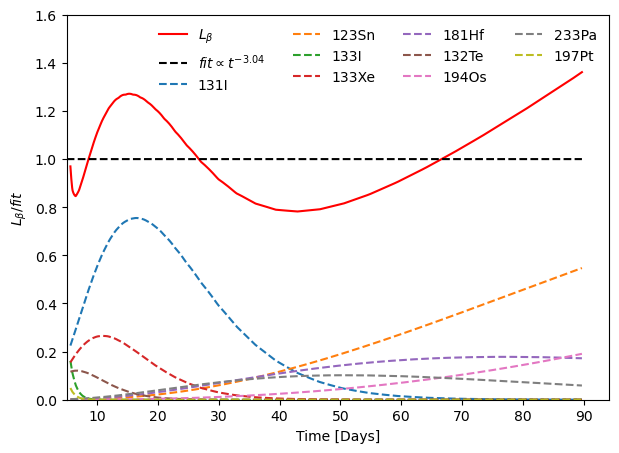 1.6
1.4
1.2
1.0
0.8
0.6
0.4
0.2
0.0
L_β/fit
L_β
fit ∝ t^{-3.04}
131I
123Sn
133I
133Xe
181Hf
132Te
194Os
233Pa
197Pt
10 20 30 40 50 60 70 80 90
Time [Days]